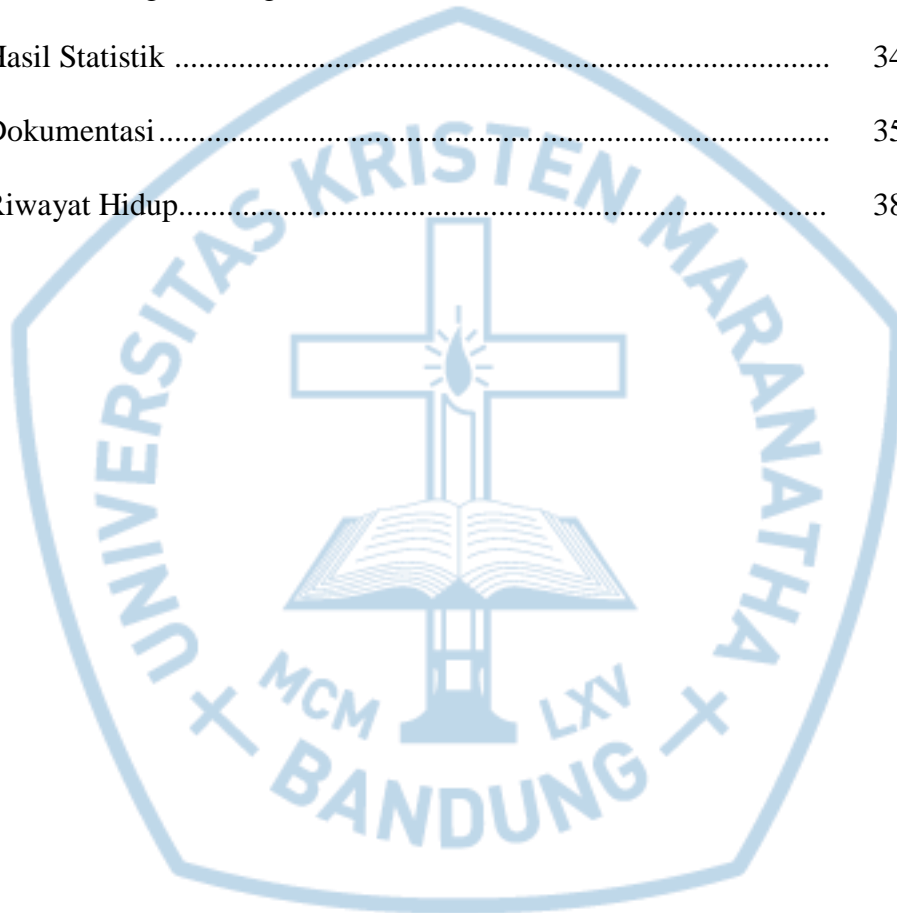 Hasil Statistik ................................................................................. 34
Dokumentasi ................................................................................... 35
Riwayat Hidup................................................................................ 38
UNIVERSITAS KRISTEN MARANATHA
MCM LXV
BANDUNG